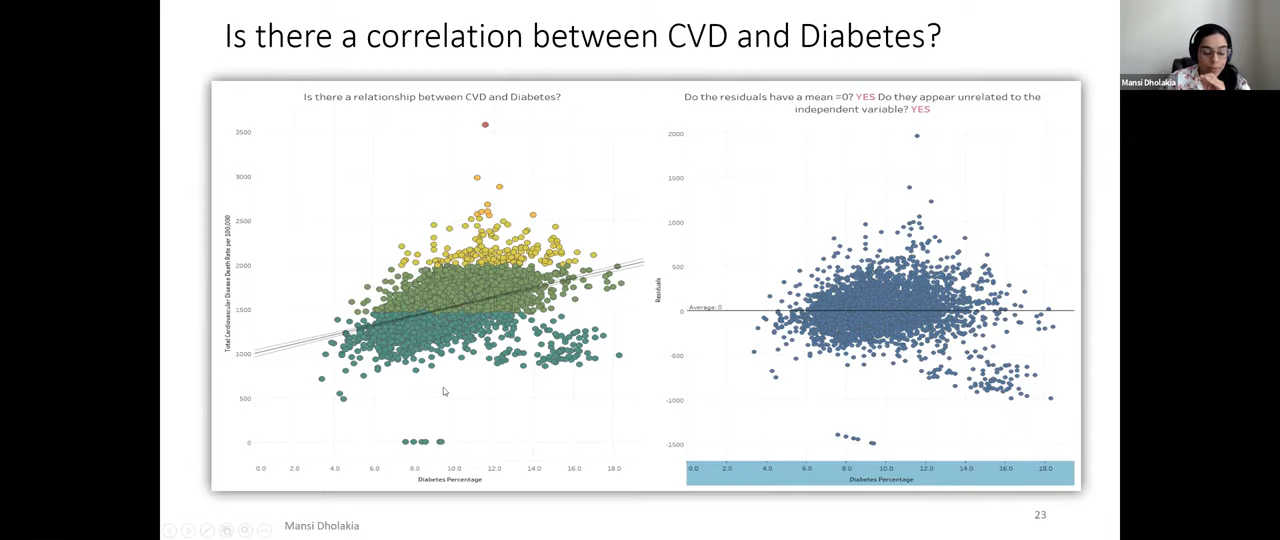 Is there a correlation between CVD and Diabetes?
Mansi Dholakia
Is there a relationship between CVD and Diabetes?
3500
3000
2500
2000
1500
1000
500
0
Total Cardiovascular Disease Death Rate per 100,000
0.0 2.0 4.0 6.0 8.0 10.0 12.0 14.0 16.0 18.0
Diabetes Percentage
Do the residuals have a mean =0? YES Do they appear unrelated to the
independent variable? YES
2000
1500
1000
500
0
-500
-1000
-1500
Residuals
Average: 0
0.0 2.0 4.0 6.0 8.0 10.0 12.0 14.0 16.0 18.0
Diabetes Percentage
Mansi Dholakia
23